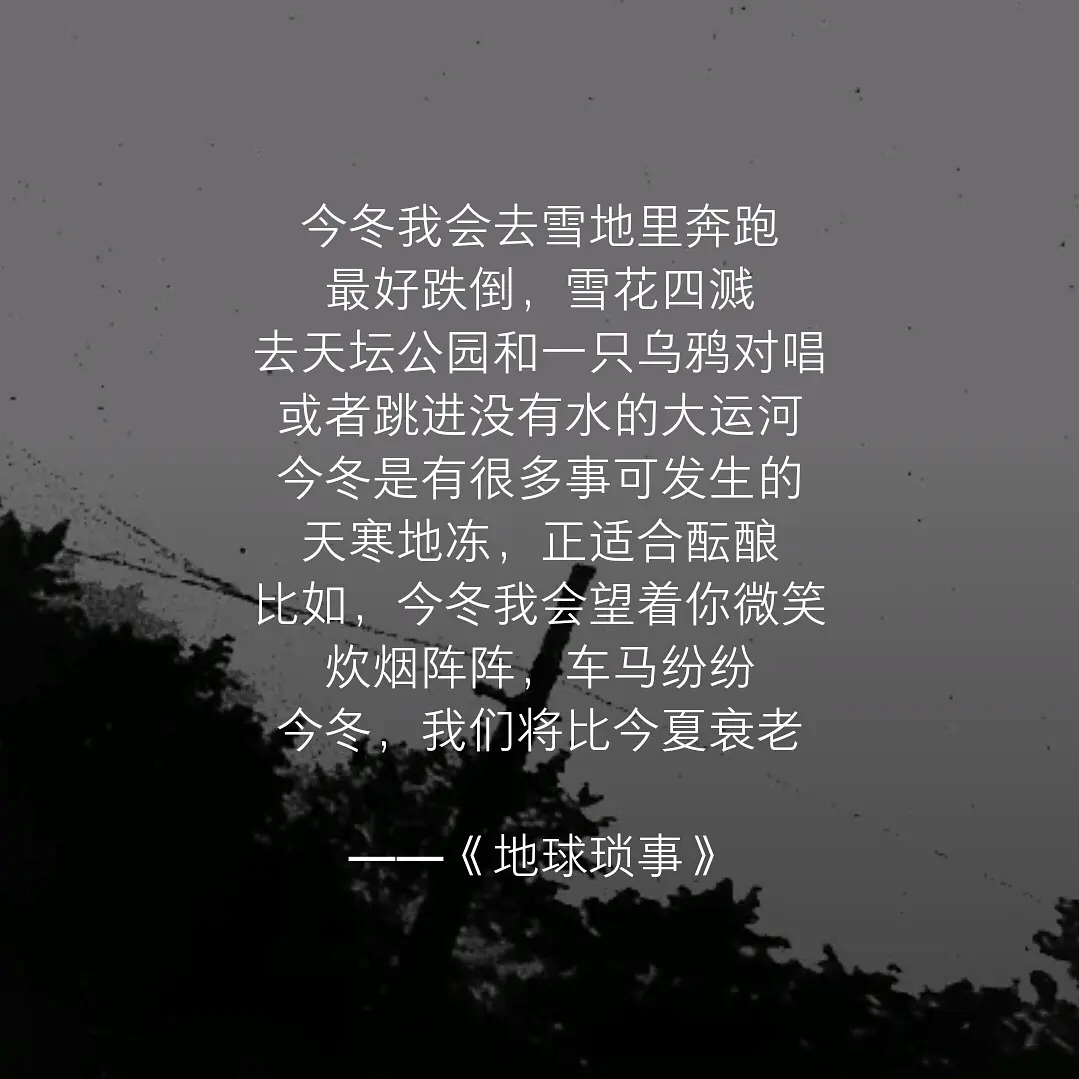 今冬我会去雪地里奔跑
最好跌倒，雪花四溅
去天坛公园和一只乌鸦对唱
或者跳进没有水的大运河
今冬是有很多事可发生的
天寒地冻，正适合酝酿
比如，今冬我会望着你微笑
炊烟阵阵，车马纷纷
今冬，我们将比今夏衰老
——《地球琐事》